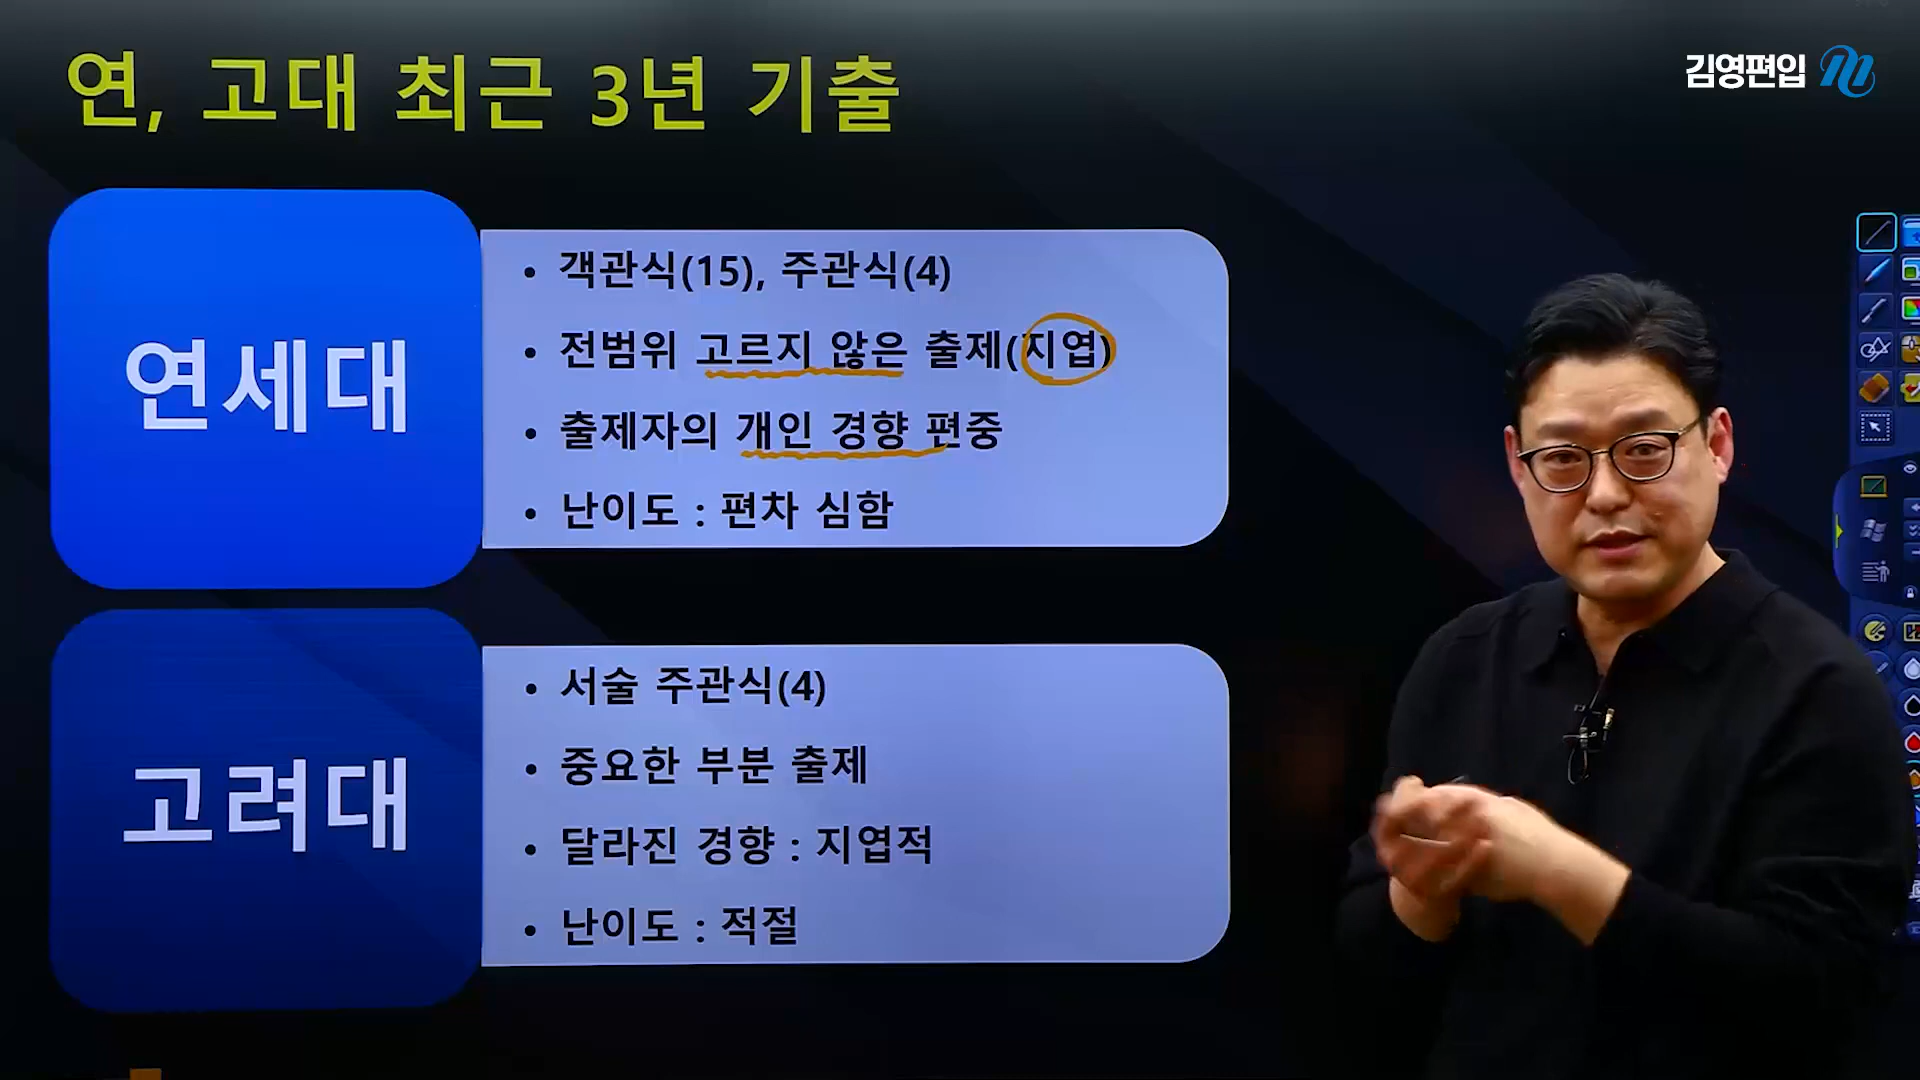 연, 고대 최근 3년 기출
김영편입
연세대
• 객관식(15), 주관식(4)
• 전범위 고르지 않은 출제(지엽)
• 출제자의 개인 경향 편중
• 난이도 : 편차 심함
고려대
• 서술 주관식(4)
• 중요한 부분 출제
• 달라진 경향 : 지엽적
• 난이도 : 적절